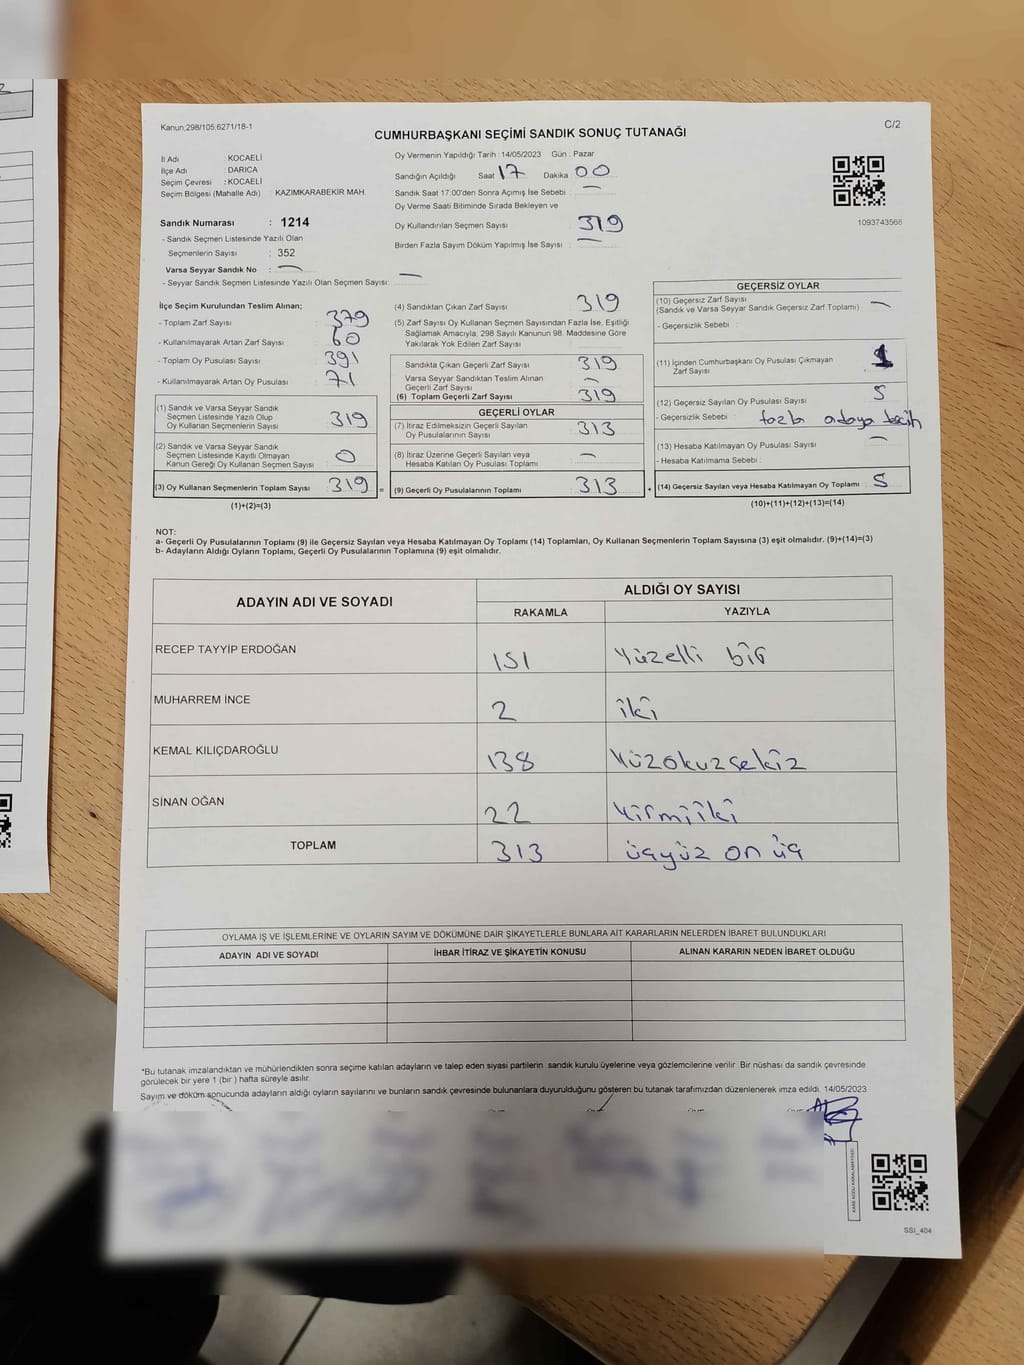 Kanun;298/105;6271/18-1
C/2
CUMHURBAŞKANI SEÇİMİ SANDIK SONUÇ TUTANAĞI
İl Adı : KOCAELİ
İlçe Adı : DARICA
Seçim Çevresi : KOCAELİ
Seçim Bölgesi (Mahalle Adı) KAZIMKARABEKİR MAH.
Sandık Numarası : 1214
- Sandık Seçmen Listesinde Yazılı Olan
Seçmenlerin Sayısı : 352
Varsa Seyyar Sandık No : —
- Seyyar Sandık Seçmen Listesinde Yazılı Olan Seçmen Sayısı: —
Oy Vermenin Yapıldığı Tarih : 14/05/2023 Gün : Pazar
Sandığın Açıldığı Saat 17 Dakika 00
Sandık Saat 17:00'den Sonra Açımış İse Sebebi : —
Oy Verme Saati Bitiminde Sırada Bekleyen ve
Oy Kullandırılan Seçmen Sayısı : 319
Birden Fazla Sayım Döküm Yapılmış İse Sayısı : —
1093743566
İlçe Seçim Kurulundan Teslim Alınan;
- Toplam Zarf Sayısı : 379
- Kullanılmayarak Artan Zarf Sayısı : 60
- Toplam Oy Pusulası Sayısı : 391
- Kullanılmayarak Artan Oy Pusulası : 71
(1) Sandık ve Varsa Seyyar Sandık
Seçmen Listesinde Yazılı Olup
Oy Kullanan Seçmenlerin Sayısı : 319
(2) Sandık ve Varsa Seyyar Sandık
Seçmen Listesinde Kayıtlı Olmayan
Kanun Gereği Oy Kullanan Seçmen Sayısı : 0
(3) Oy Kullanan Seçmenlerin Toplam Sayısı : 319 =
(1)+(2)=(3)
(4) Sandıktan Çıkan Zarf Sayısı : 319
(5) Zarf Sayısı Oy Kullanan Seçmen Sayısından Fazla İse, Eşitliği
Sağlamak Amacıyla, 298 Sayılı Kanunun 98. Maddesine Göre
Yakılarak Yok Edilen Zarf Sayısı :
Sandıkta Çıkan Geçerli Zarf Sayısı : 319
Varsa Seyyar Sandıktan Teslim Alınan
Geçerli Zarf Sayısı : —
(6) Toplam Geçerli Zarf Sayısı : 319
GEÇERLİ OYLAR
(7) İtiraz Edilmeksizin Geçerli Sayılan
Oy Pusulalarının Sayısı : 313
(8) İtiraz Üzerine Geçerli Sayılan veya
Hesaba Katılan Oy Pusulası Toplamı : —
(9) Geçerli Oy Pusulalarının Toplamı : 313 +
GEÇERSİZ OYLAR
(10) Geçersiz Zarf Sayısı
(Sandık ve Varsa Seyyar Sandık Geçersiz Zarf Toplamı) : —
- Geçersizlik Sebebi :
(11) İçinden Cumhurbaşkanı Oy Pusulası Çıkmayan
Zarf Sayısı : 1
(12) Geçersiz Sayılan Oy Pusulası Sayısı : 5
- Geçersizlik Sebebi : fazla adaya tercih
(13) Hesaba Katılmayan Oy Pusulası Sayısı : —
- Hesaba Katılmama Sebebi :
(14) Geçersiz Sayılan veya Hesaba Katılmayan Oy Toplamı : 5
(10)+(11)+(12)+(13)=(14)
NOT:
a- Geçerli Oy Pusulalarının Toplamı (9) ile Geçersiz Sayılan veya Hesaba Katılmayan Oy Toplamı (14) Toplamları, Oy Kullanan Seçmenlerin Toplam Sayısına (3) eşit olmalıdır. (9)+(14)=(3)
b- Adayların Aldığı Oyların Toplamı, Geçerli Oy Pusulalarının Toplamına (9) eşit olmalıdır.
ADAYIN ADI VE SOYADI
ALDIĞI OY SAYISI
RAKAMLA YAZIYLA
RECEP TAYYİP ERDOĞAN 151 Yüzelli bir
MUHARREM İNCE 2 iki
KEMAL KILIÇDAROĞLU 138 Yüzokuzsekiz
SİNAN OĞAN 22 Yirmiiki
TOPLAM 313 üçyüz on üç
OYLAMA İŞ VE İŞLEMLERİNE VE OYLARIN SAYIM VE DÖKÜMÜNE DAİR ŞİKAYETLERLE BUNLARA AİT KARARLARIN NELERDEN İBARET BULUNDUKLARI
ADAYIN ADI VE SOYADI İHBAR İTİRAZ VE ŞİKAYETİN KONUSU ALINAN KARARIN NEDEN İBARET OLDUĞU
*Bu tutanak imzalandıktan ve mühürlendikten sonra seçime katılan adayların ve talep eden siyasi partilerin sandık kurulu üyelerine veya gözlemcilerine verilir. Bir nüshası da sandık çevresinde
görülecek bir yere 1 (bir ) hafta süreyle asılır.
Sayım ve döküm sonucunda adayların aldığı oyların sayılarını ve bunların sandık çevresinde bulunanlara duyurulduğunu gösteren bu tutanak tarafımızdan düzenlenerek imza edildi. 14/05/2023
SSI_404